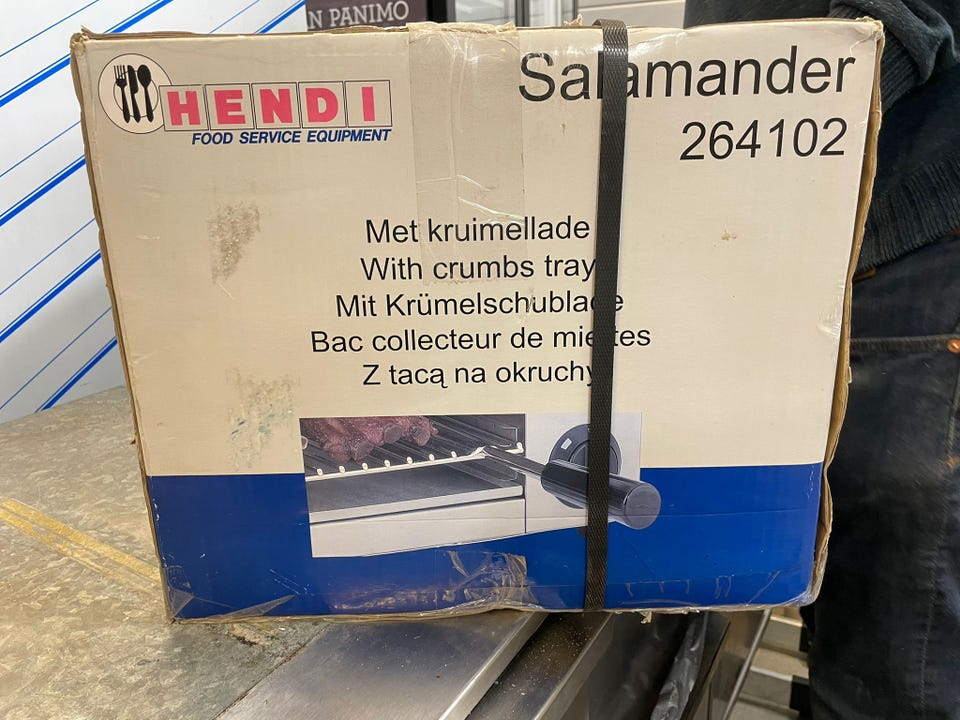 N PANIMO
HENDI
FOOD SERVICE EQUIPMENT
Salamander
264102
Met kruimellade
With crumbs tray
Mit Krümelschublade
Bac collecteur de miettes
Z tacą na okruchy